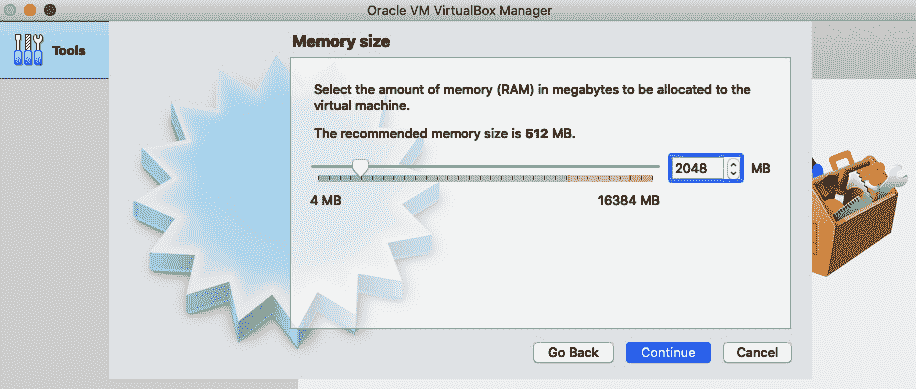 Oracle VM VirtualBox Manager
Tools
Memory size
Select the amount of memory (RAM) in megabytes to be allocated to the
virtual machine.
The recommended memory size is 512 MB.
2048 MB
4 MB 16384 MB
Go Back Continue Cancel